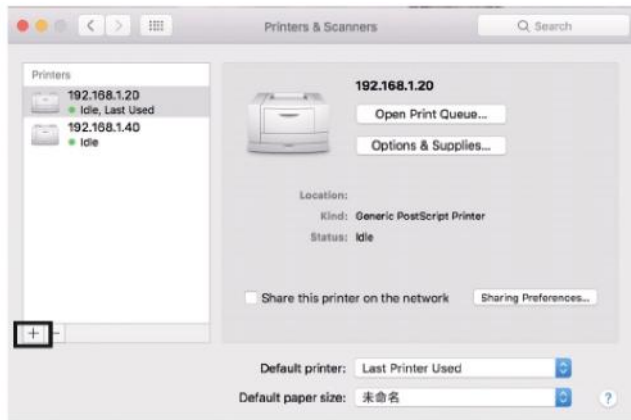 Printers & Scanners
Search
Printers
192.168.1.20
Idle, Last Used
192.168.1.40
Idle
+ -
192.168.1.20
Open Print Queue...
Options & Supplies...
Location:
Kind: Generic PostScript Printer
Status: Idle
Share this printer on the network
Sharing Preferences...
Default printer: Last Printer Used
Default paper size: 未命名
?